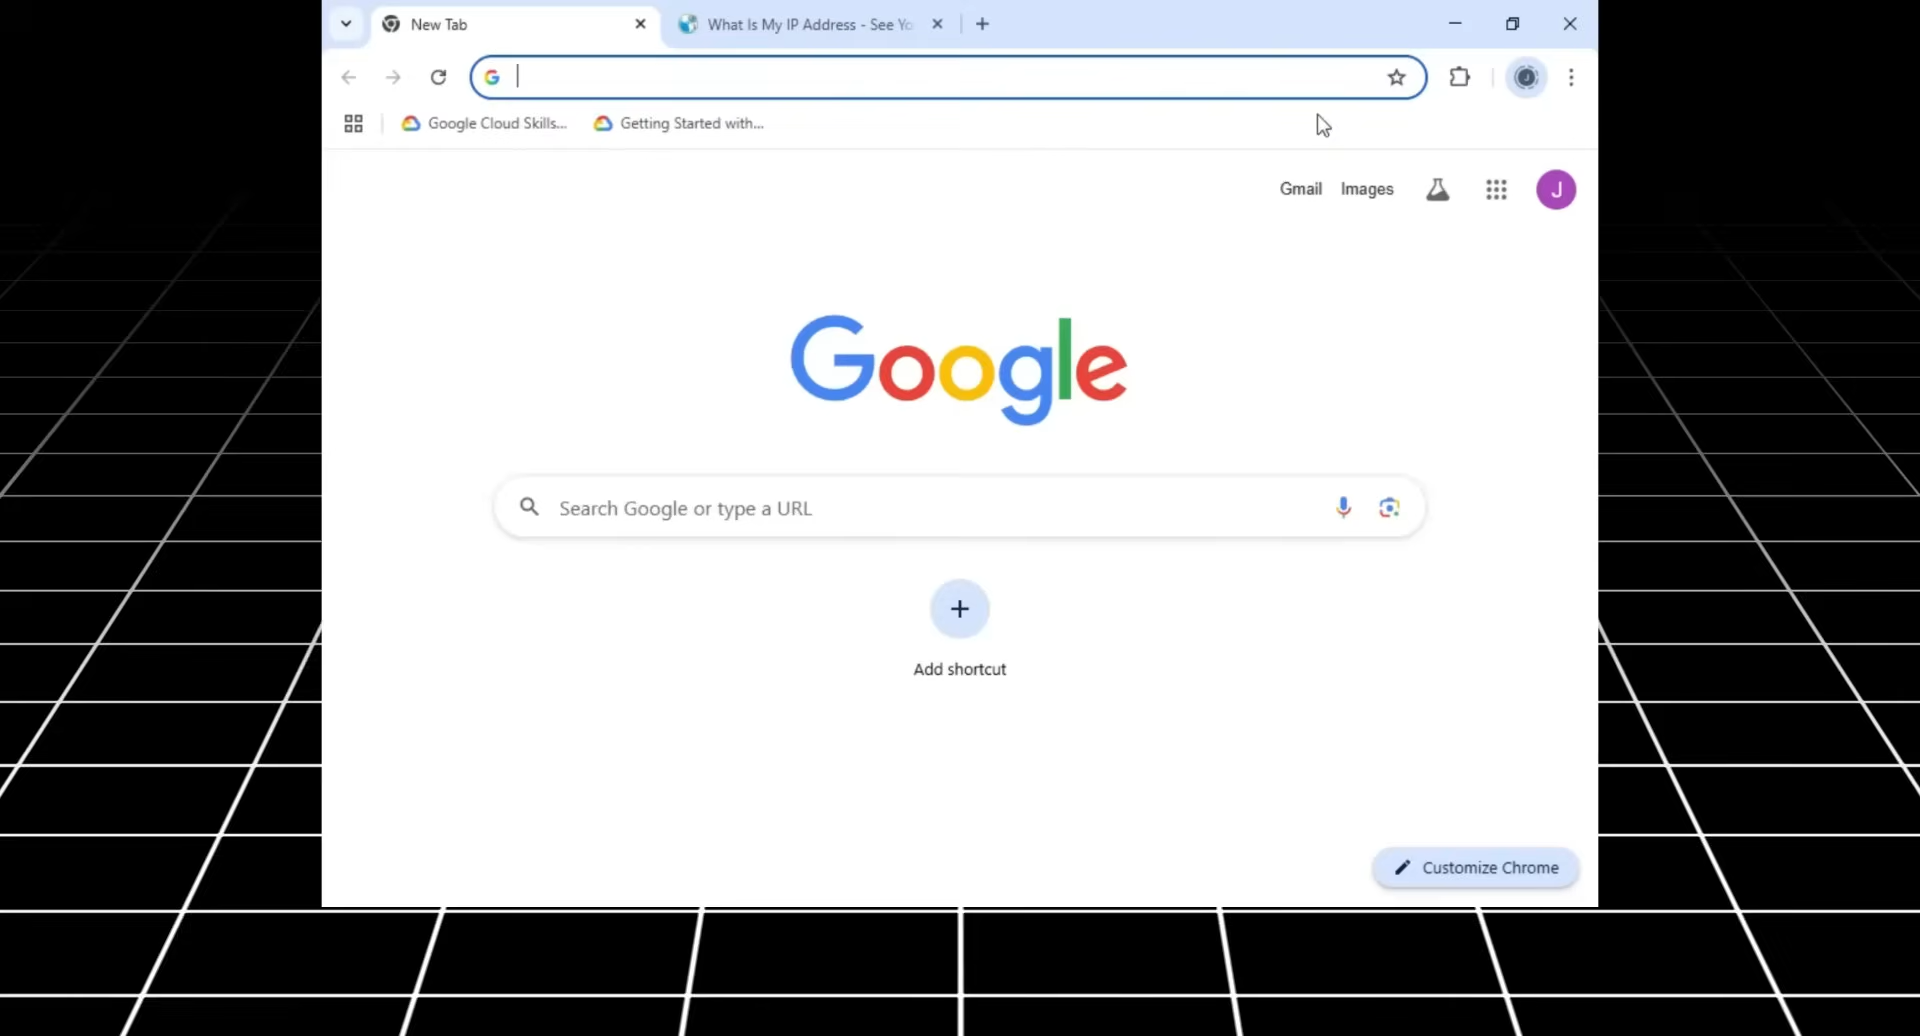 New Tab
What Is My IP Address - See Yo
Google Cloud Skills...
Getting Started with...
Gmail
Images
J
Google
Search Google or type a URL
Add shortcut
Customize Chrome